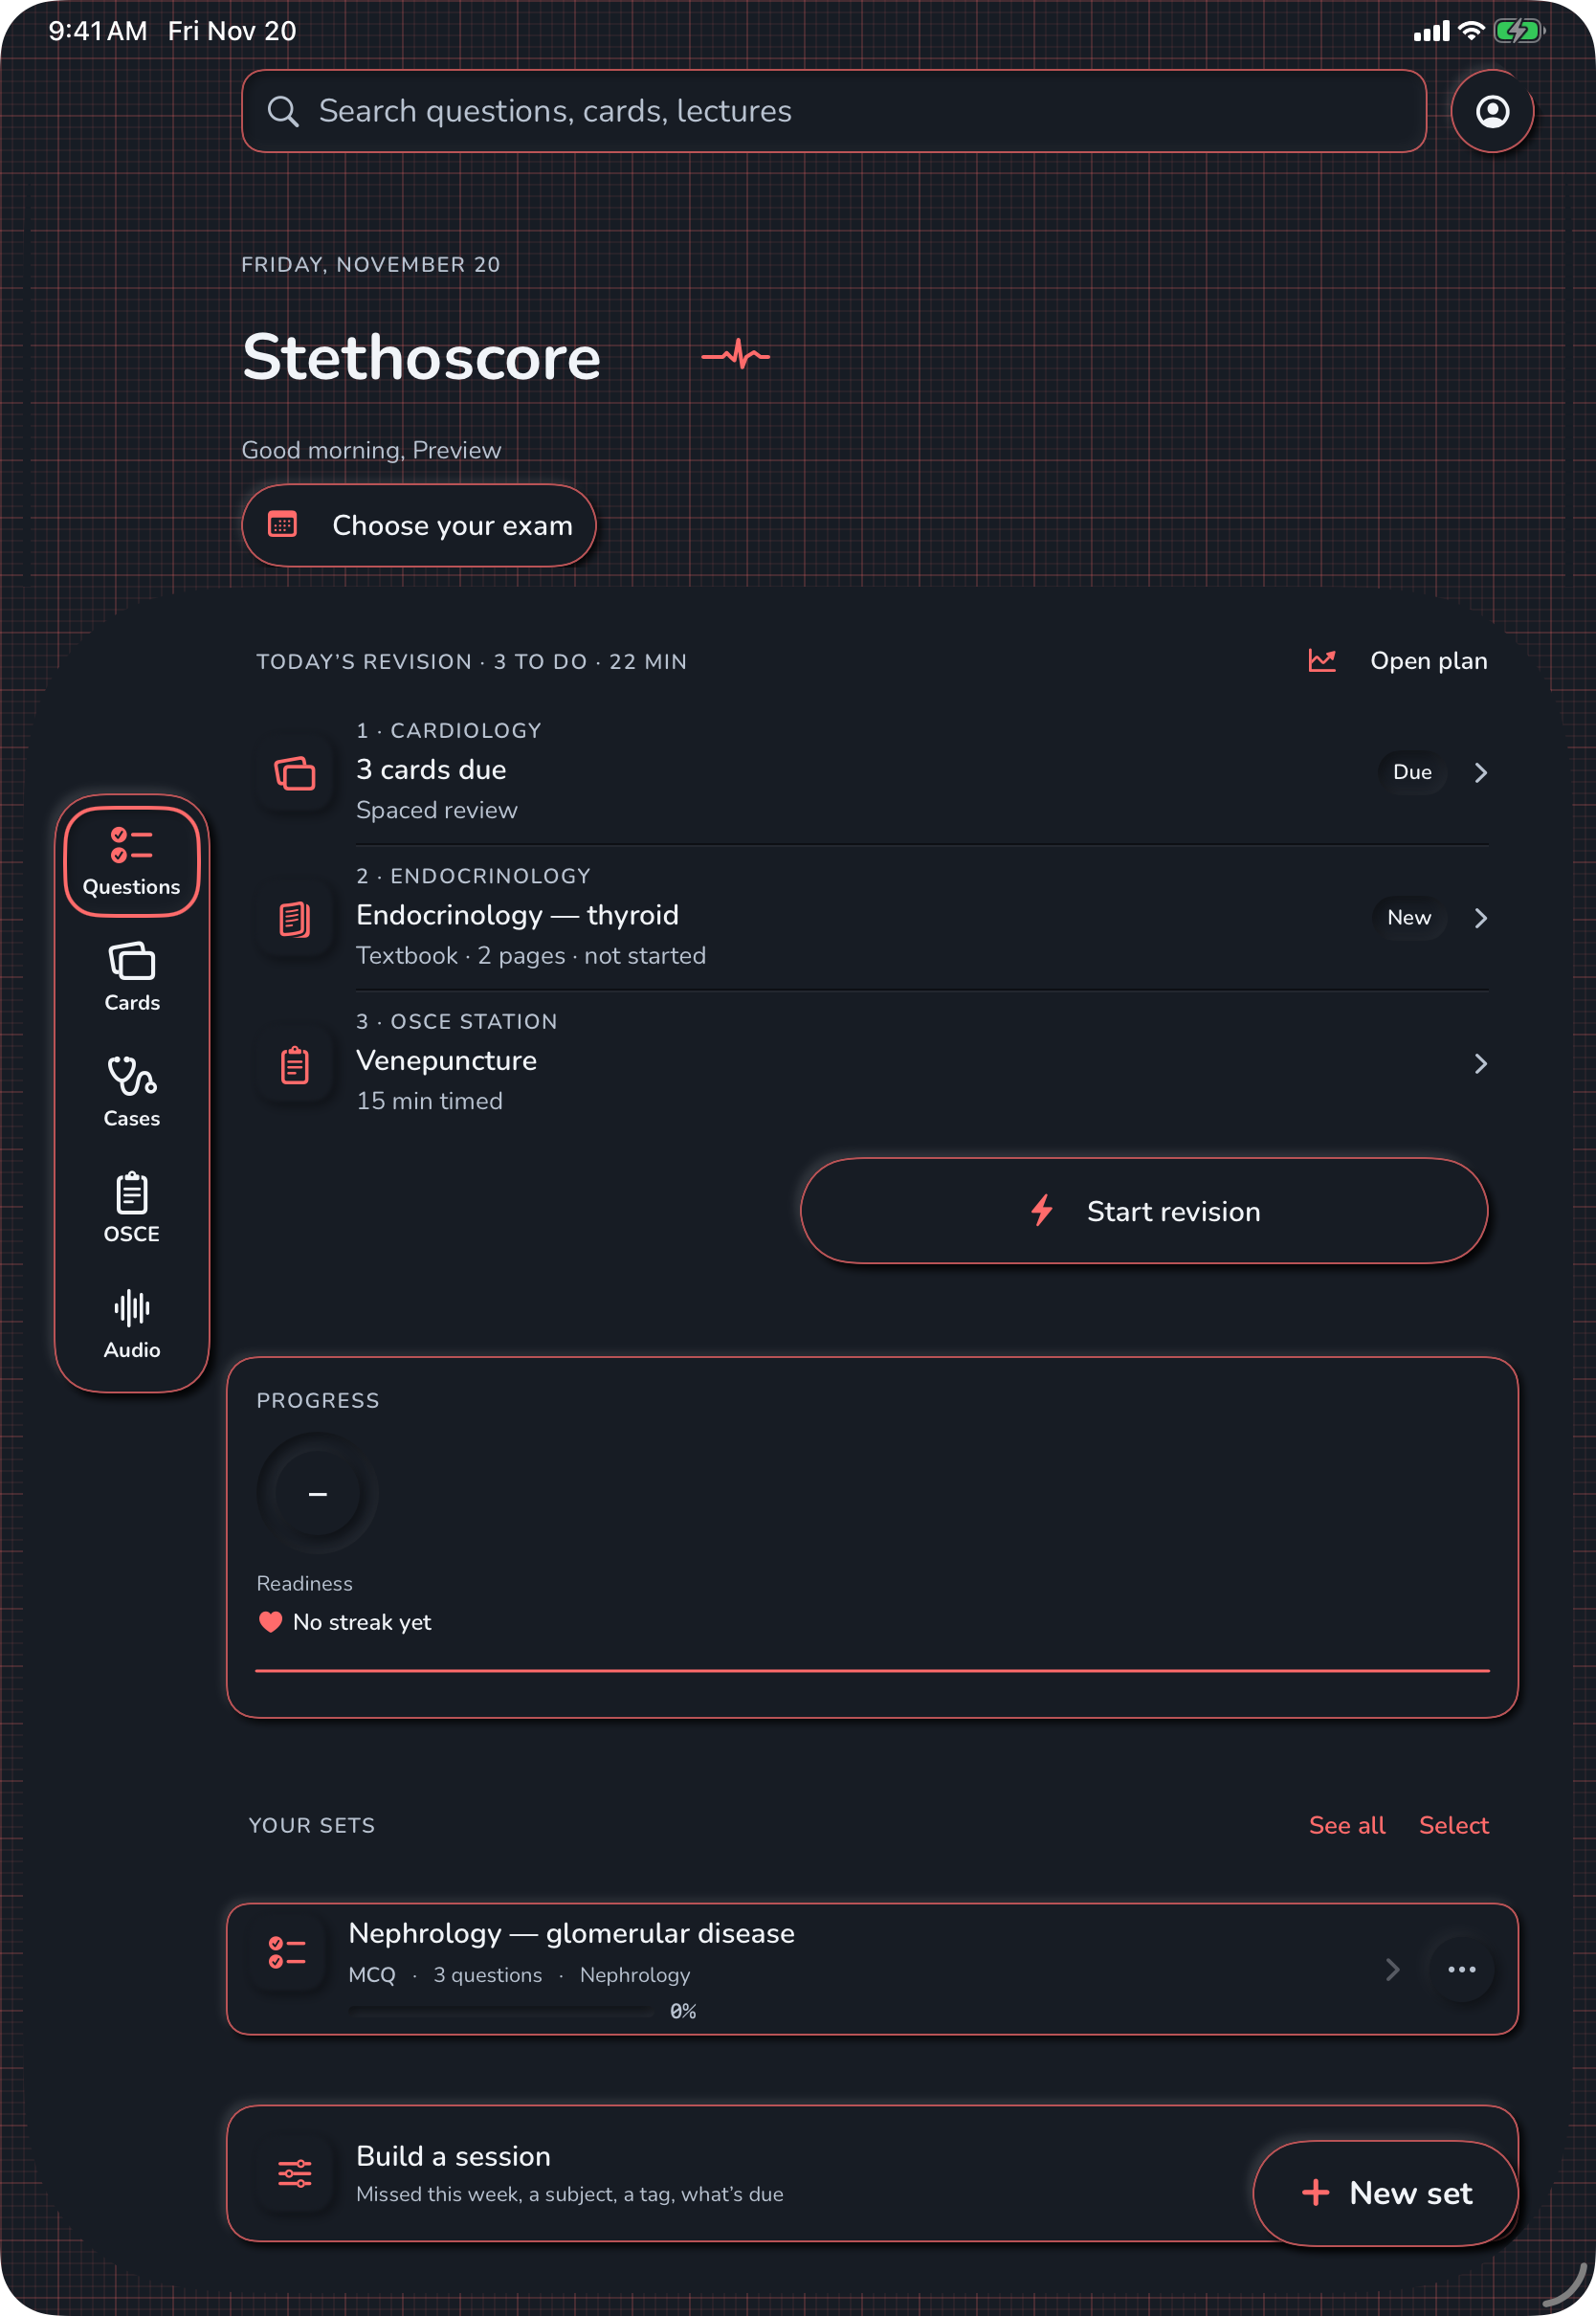 9:41 AM Fri Nov 20
Search questions, cards, lectures
FRIDAY, NOVEMBER 20
Stethoscore
Good morning, Preview
Choose your exam
TODAY’S REVISION · 3 TO DO · 22 MIN
Open plan
1 · CARDIOLOGY
3 cards due
Spaced review
Due
2 · ENDOCRINOLOGY
Endocrinology — thyroid
Textbook · 2 pages · not started
New
3 · OSCE STATION
Venepuncture
15 min timed
Start revision
Questions
Cards
Cases
OSCE
Audio
PROGRESS
–
Readiness
No streak yet
YOUR SETS
See all
Select
Nephrology — glomerular disease
MCQ · 3 questions · Nephrology
0%
Build a session
Missed this week, a subject, a tag, what’s due
New set